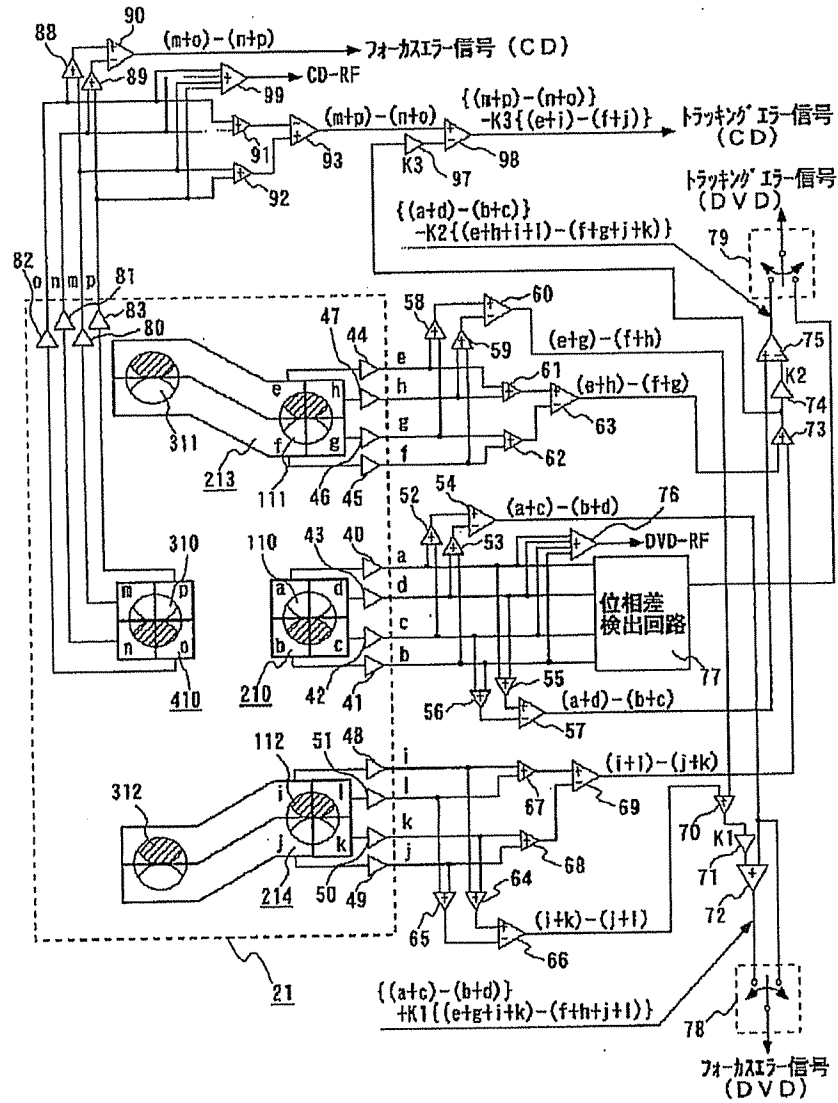 90
88
(m+o)-(n+p)
フォーカスエラー信号(CD)
89
CD-RF
99
91
93
(m+p)-(n+o)
{(m+p)-(n+o)}
-K3{(e+i)-(f+j)}
トラッキングエラー信号
(CD)
92
K3
97
98
トラッキングエラー信号
(DVD)
{(a+d)-(b+c)}
-K2{(e+h+i+l)-(f+g+j+k)}
79
82
o n m p
81
83
80
47
44
58
60
59
75
(e+g)-(f+h)
e
h
g
f
61
(e+h)-(f+g)
K2
74
63
62
73
311
e
h
f
g
213
111
46
45
54
52
(a+c)-(b+d)
76
53
DVD-RF
40
43
110
310
a
d
c
b
m
p
n
o
a
d
b
c
410
210
42
41
位相差
検出回路
77
55
56
57
(a+d)-(b+c)
48
51
112
312
i
l
k
j
i
l
j
k
(i+l)-(j+k)
67
69
68
70
K1
71
72
214
50
49
64
65
66
(i+k)-(j+l)
21
{(a+c)-(b+d)}
+K1{(e+g+i+k)-(f+h+j+l)}
78
フォーカスエラー信号
(DVD)